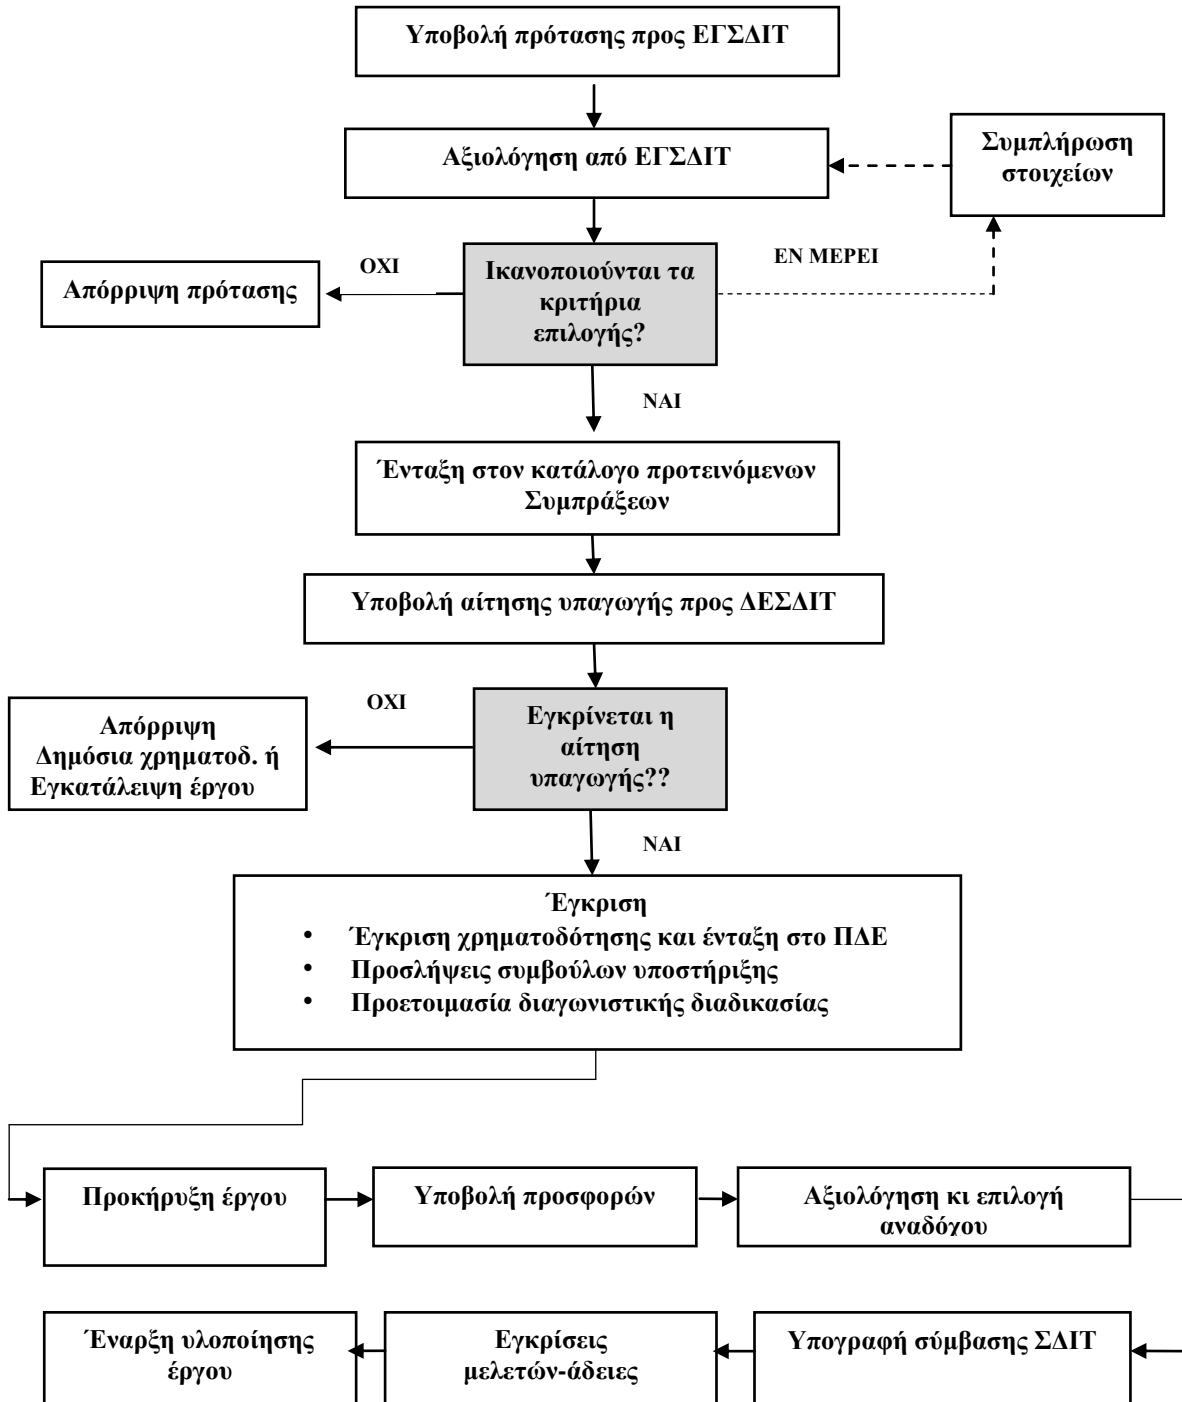 Υποβολή πρότασης προς ΕΓΣΔΙΤ
Αξιολόγηση από ΕΓΣΔΙΤ
Συμπλήρωση
στοιχείων
ΟΧΙ
Ικανοποιούνται τα
κριτήρια
επιλογής?
ΕΝ ΜΕΡΕΙ
Απόρριψη πρότασης
ΝΑΙ
Ένταξη στον κατάλογο προτεινόμενων
Συμπράξεων
Υποβολή αίτησης υπαγωγής προς ΔΕΣΔΙΤ
ΟΧΙ
Απόρριψη
Δημόσια χρηματοδ. ή
Εγκατάλειψη έργου
Εγκρίνεται η
αίτηση
υπαγωγής??
ΝΑΙ
Έγκριση
• Έγκριση χρηματοδότησης και ένταξη στο ΠΔΕ
• Προσλήψεις συμβούλων υποστήριξης
• Προετοιμασία διαγωνιστικής διαδικασίας
Προκήρυξη έργου
Υποβολή προσφορών
Αξιολόγηση κι επιλογή
αναδόχου
Έναρξη υλοποίησης
έργου
Εγκρίσεις
μελετών-άδειες
Υπογραφή σύμβασης ΣΔΙΤ